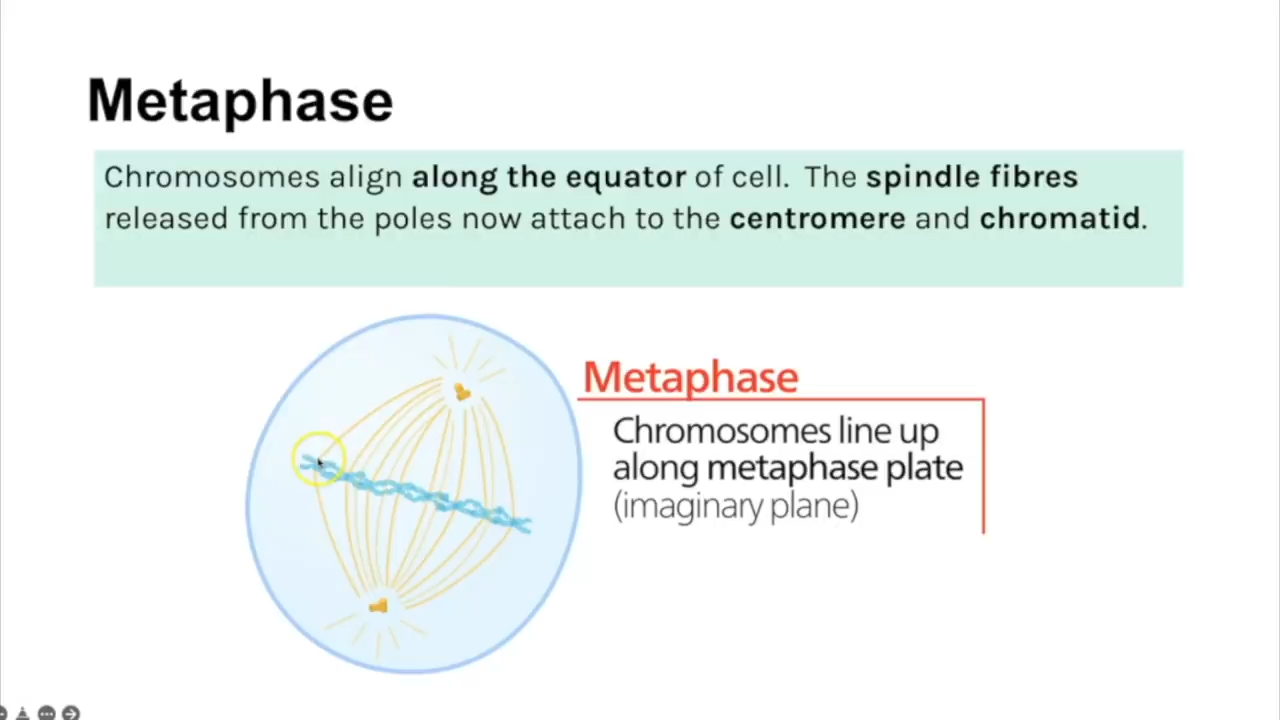 Metaphase
Chromosomes align along the equator of cell. The spindle fibres
released from the poles now attach to the centromere and chromatid.
Metaphase
Chromosomes line up
along metaphase plate
(imaginary plane)